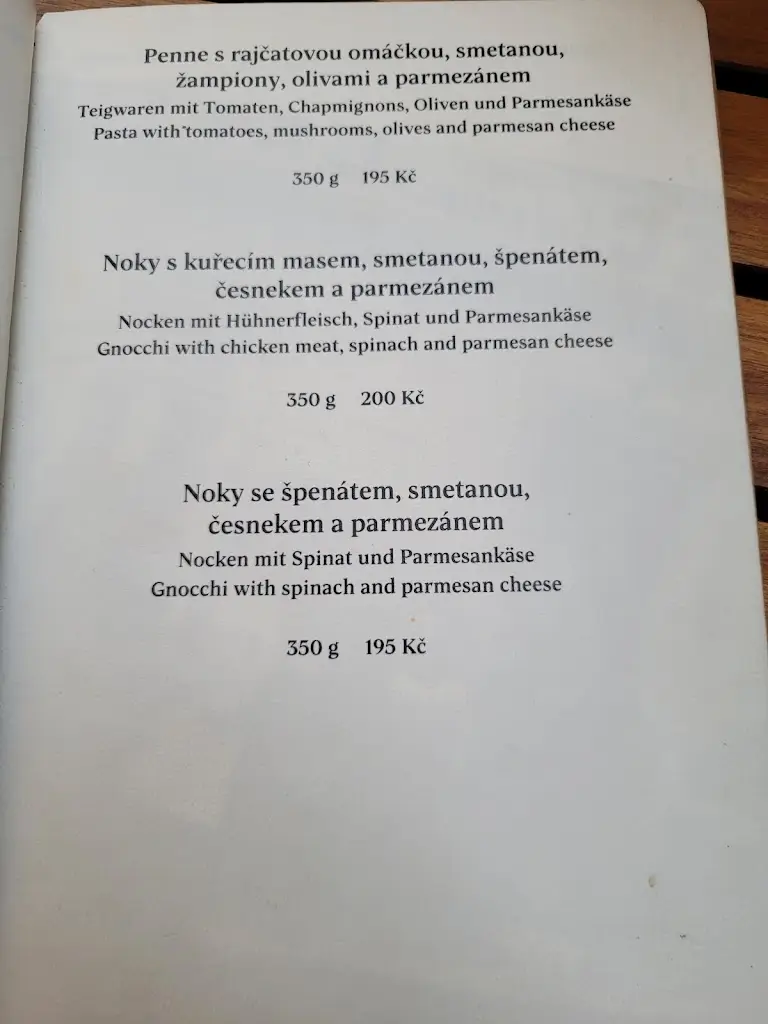 Penne s rajčatovou omáčkou, smetanou,
žampiony, olivami a parmezánem
Teigwaren mit Tomaten, Chapmignons, Oliven und Parmesankäse
Pasta with tomatoes, mushrooms, olives and parmesan cheese
350 g 195 Kč
Noky s kuřecím masem, smetanou, špenátem,
česnekem a parmezánem
Nocken mit Hühnerfleisch, Spinat und Parmesankäse
Gnocchi with chicken meat, spinach and parmesan cheese
350 g 200 Kč
Noky se špenátem, smetanou,
česnekem a parmezánem
Nocken mit Spinat und Parmesankäse
Gnocchi with spinach and parmesan cheese
350 g 195 Kč